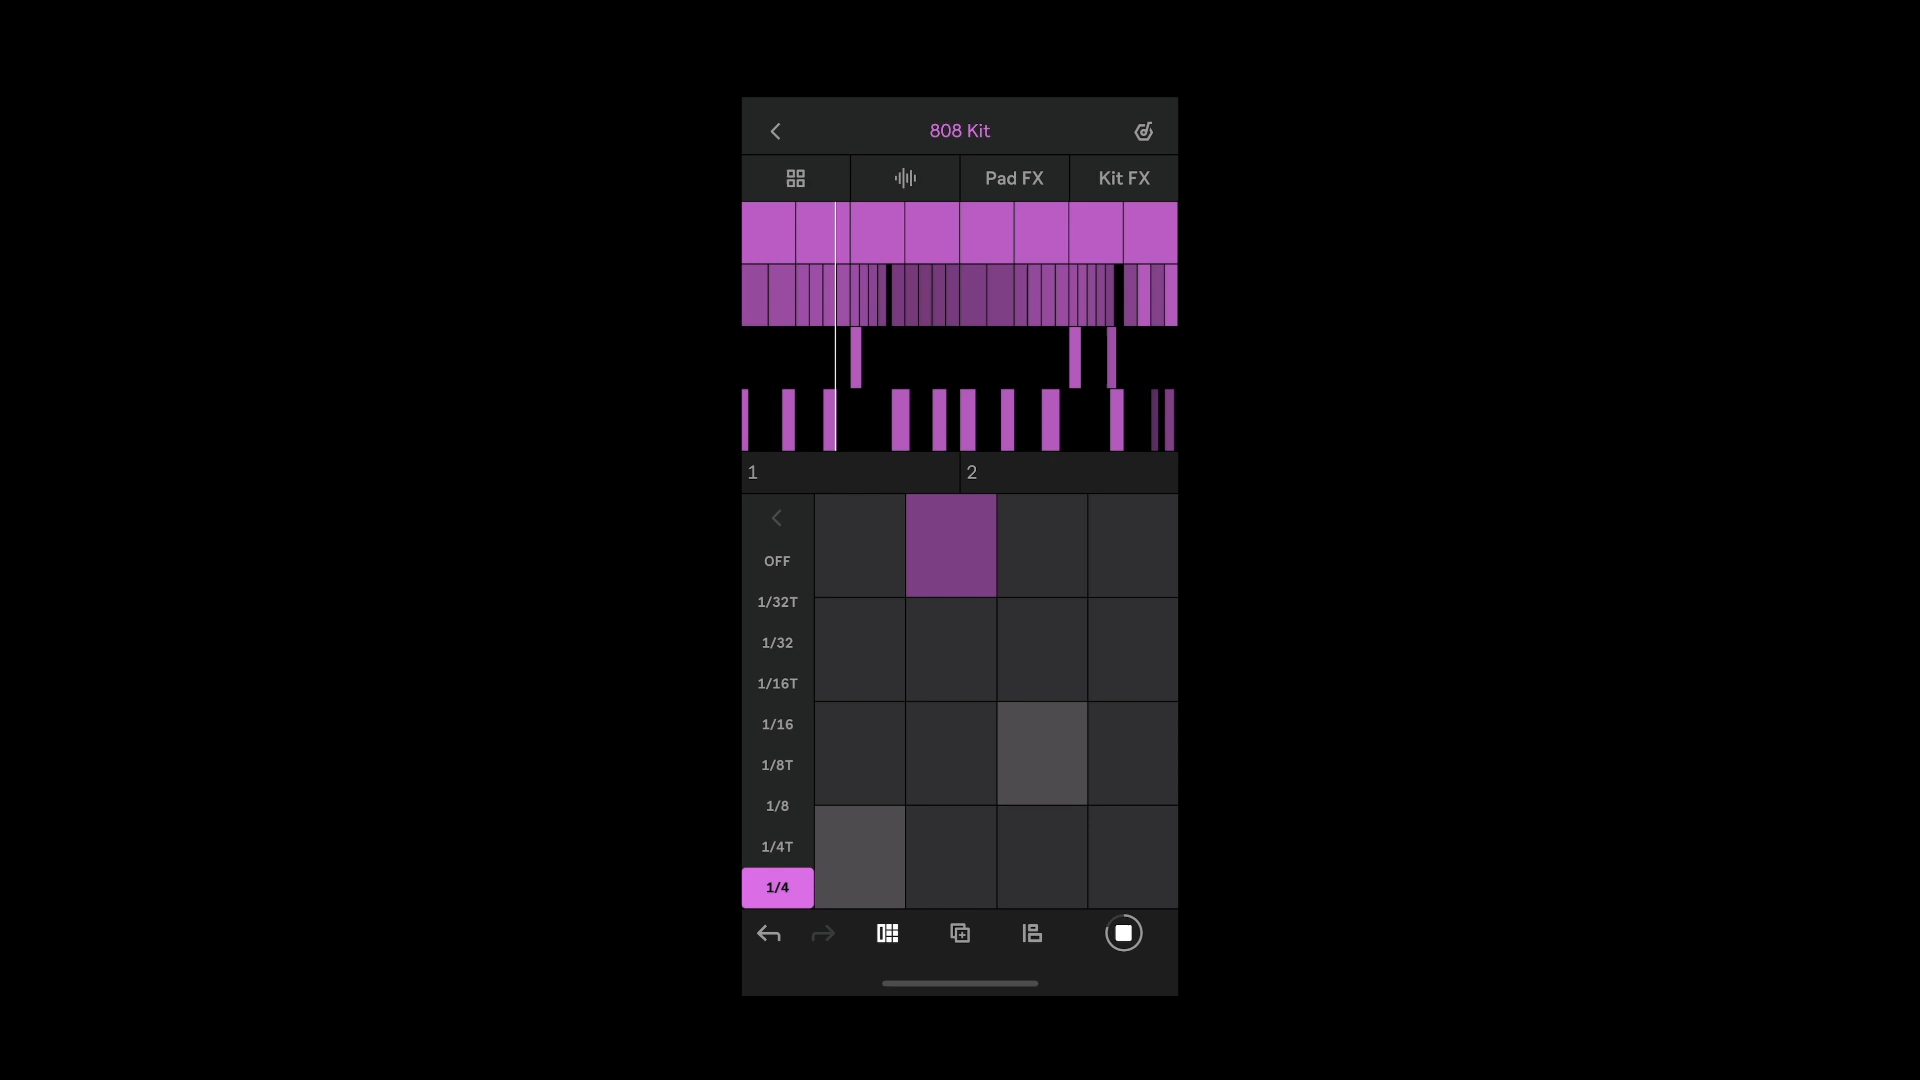 808 Kit
Pad FX
Kit FX
1
2
OFF
1/32T
1/32
1/16T
1/16
1/8T
1/8
1/4T
1/4